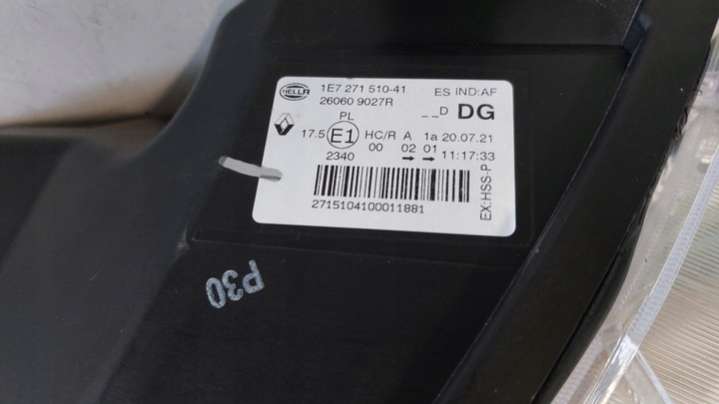 HELLA
1E7 271 510-41 ES IND:AF
26060 9027R _ _D DG
PL
17.5 E1 HC/R A 1a 20.07.21
2340 00 02 01 11:17:33
→ →
EX:HSS-P
2715104100011881
P30